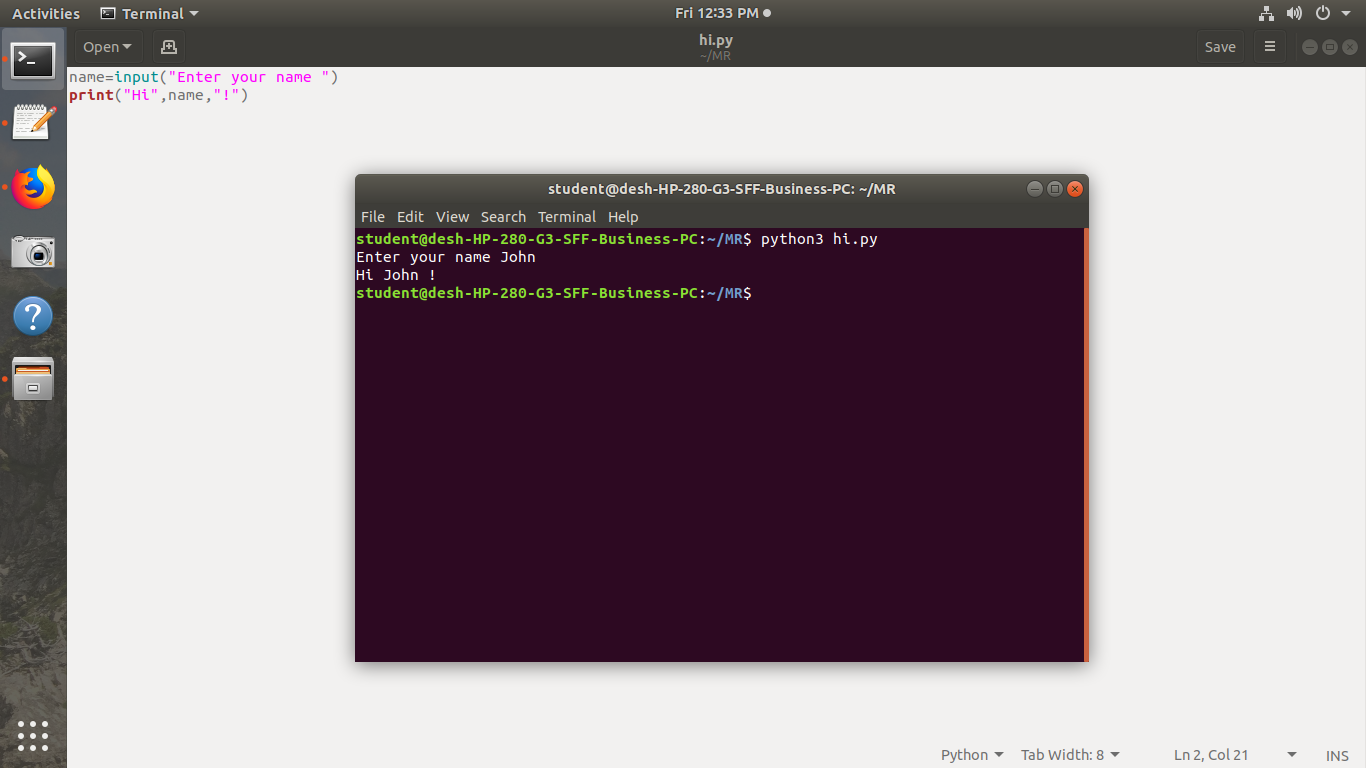 Activities Terminal Fri 12:33 PM
Open hi.py Save
~/MR
name=input("Enter your name ")
print("Hi",name,"!")
student@desh-HP-280-G3-SFF-Business-PC: ~/MR
File Edit View Search Terminal Help
student@desh-HP-280-G3-SFF-Business-PC:~/MR$ python3 hi.py
Enter your name John
Hi John !
student@desh-HP-280-G3-SFF-Business-PC:~/MR$
Python Tab Width: 8 Ln 2, Col 21 INS